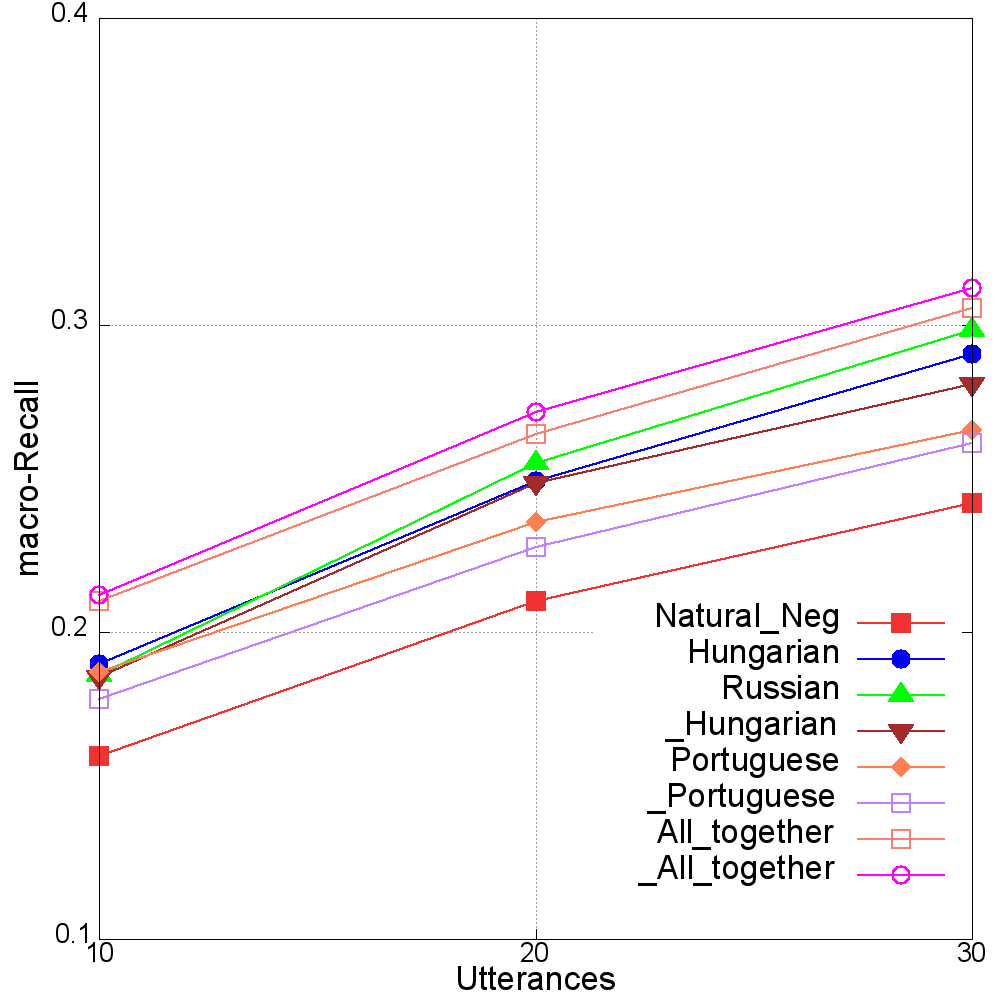 0.4
0.3
0.2
0.1
macro-Recall
Natural_Neg
Hungarian
Russian
_Hungarian
Portuguese
_Portuguese
All_together
_All_together
10 20 30
Utterances